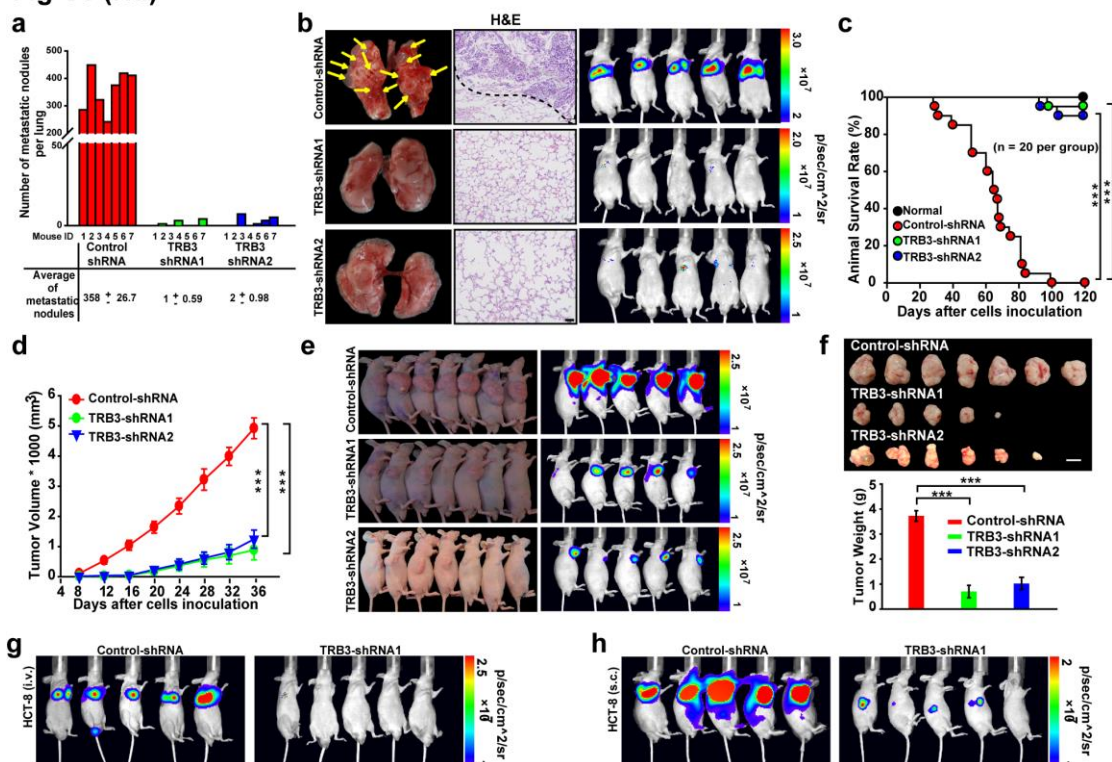 a
Number of metastatic nodules
per lung
500
400
300
200
50
0
Mouse ID 1 2 3 4 5 6 7 1 2 3 4 5 6 7 1 2 3 4 5 6 7
Control shRNA
TRB3 shRNA1
TRB3 shRNA2
Average of metastatic nodules
358 ± 26.7
1 ± 0.59
2 ± 0.98
b
H&E
Control-shRNA
TRB3-shRNA1
TRB3-shRNA2
3.0
×10⁷
2
2.0
×10⁷
1
2.5
×10⁷
1
p/sec/cm^2/sr
c
Animal Survival Rate (%)
100
80
60
40
20
0
(n = 20 per group)
Normal
Control-shRNA
TRB3-shRNA1
TRB3-shRNA2
***
***
0 20 40 60 80 100 120
Days after cells inoculation
d
Tumor Volume * 1000 (mm³)
6
5
4
3
2
1
0
Control-shRNA
TRB3-shRNA1
TRB3-shRNA2
***
***
4 8 12 16 20 24 28 32 36
Days after cells inoculation
e
Control-shRNA
TRB3-shRNA1
TRB3-shRNA2
2.5
×10⁷
1
2.5
×10⁷
1
2.5
×10⁷
1
p/sec/cm^2/sr
f
Control-shRNA
TRB3-shRNA1
TRB3-shRNA2
Tumor Weight (g)
5
4
3
2
1
0
***
***
Control-shRNA
TRB3-shRNA1
TRB3-shRNA2
g
Control-shRNA
TRB3-shRNA1
HCT-8 (i.v.)
2.5
p/sec/cm^2/sr
h
Control-shRNA
TRB3-shRNA1
HCT-8 (s.c.)
2
p/sec/cm^2/sr